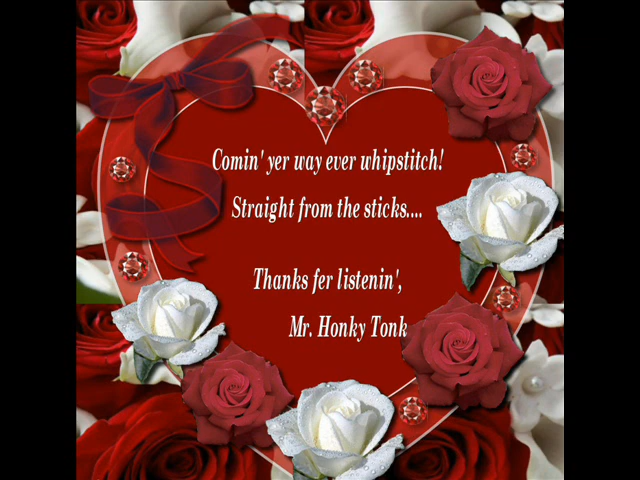 Comin' yer way ever whipstitch!
Straight from the sticks....
Thanks fer listenin',
Mr. Honky Tonk